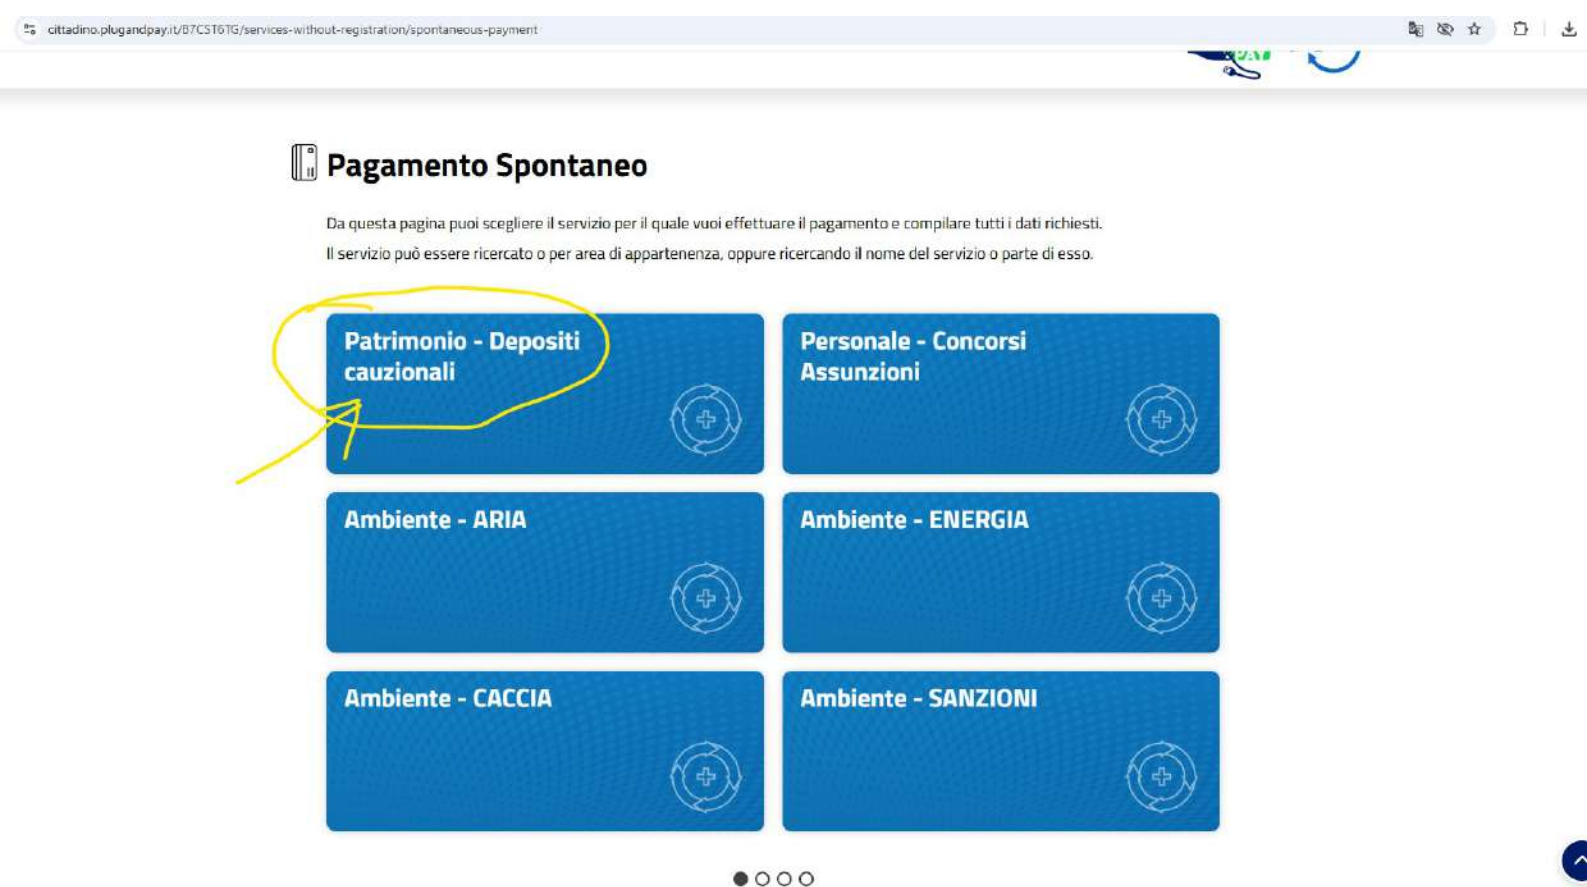 cittadino.plugandpay.it/B7CST6TG/services-without-registration/spontaneous-payment
PAY
Pagamento Spontaneo
Da questa pagina puoi scegliere il servizio per il quale vuoi effettuare il pagamento e compilare tutti i dati richiesti.
Il servizio può essere ricercato o per area di appartenenza, oppure ricercando il nome del servizio o parte di esso.
Patrimonio - Depositi
cauzionali
Personale - Concorsi
Assunzioni
Ambiente - ARIA
Ambiente - ENERGIA
Ambiente - CACCIA
Ambiente - SANZIONI